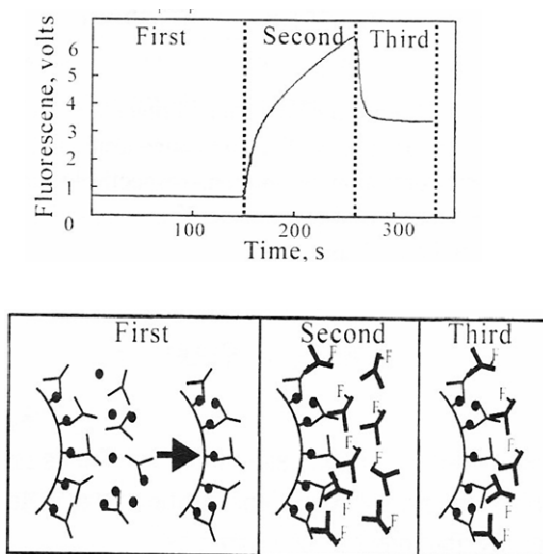 First Second Third
Fluorescene, volts
6
5
4
3
2
1
0
100 200 300
Time, s
First Second Third
F F
F F
F F
F F
F F
F F
F F
F F